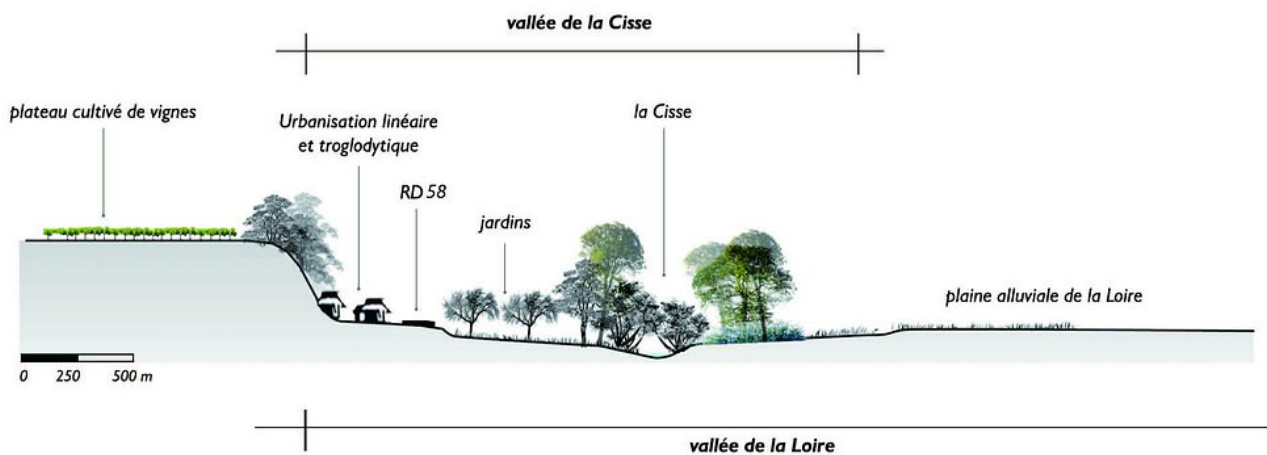 vallée de la Cisse
plateau cultivé de vignes
Urbanisation linéaire
et troglodytique
la Cisse
RD 58
jardins
plaine alluviale de la Loire
0 250 500 m
vallée de la Loire